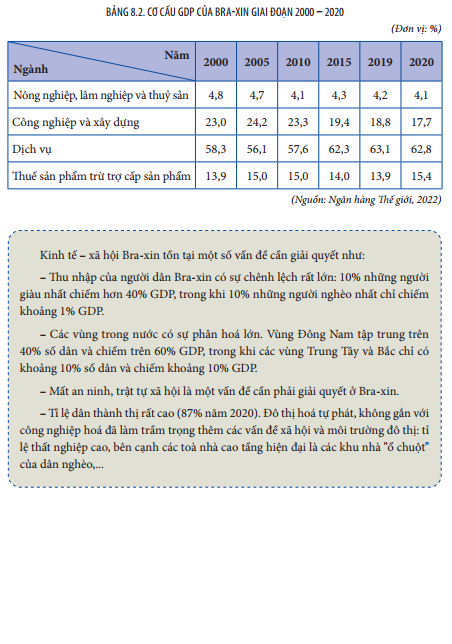 BẢNG 8.2. CƠ CẤU GDP CỦA BRA-XIN GIAI ĐOẠN 2000 – 2020
(Đơn vị: %)
Năm
Ngành
2000 2005 2010 2015 2019 2020
Nông nghiệp, lâm nghiệp và thuỷ sản 4,8 4,7 4,1 4,3 4,2 4,1
Công nghiệp và xây dựng 23,0 24,2 23,3 19,4 18,8 17,7
Dịch vụ 58,3 56,1 57,6 62,3 63,1 62,8
Thuế sản phẩm trừ trợ cấp sản phẩm 13,9 15,0 15,0 14,0 13,9 15,4
(Nguồn: Ngân hàng Thế giới, 2022)
Kinh tế – xã hội Bra-xin tồn tại một số vấn đề cần giải quyết như:
– Thu nhập của người dân Bra-xin có sự chênh lệch rất lớn: 10% những người
giàu nhất chiếm hơn 40% GDP, trong khi 10% những người nghèo nhất chỉ chiếm
khoảng 1% GDP.
– Các vùng trong nước có sự phân hoá lớn. Vùng Đông Nam tập trung trên
40% số dân và chiếm trên 60% GDP, trong khi các vùng Trung Tây và Bắc chỉ có
khoảng 10% số dân và chiếm khoảng 10% GDP.
– Mất an ninh, trật tự xã hội là một vấn đề cần phải giải quyết ở Bra-xin.
– Tỉ lệ dân thành thị rất cao (87% năm 2020). Đô thị hoá tự phát, không gắn với
công nghiệp hoá đã làm trầm trọng thêm các vấn đề xã hội và môi trường đô thị: tỉ
lệ thất nghiệp cao, bên cạnh các toà nhà cao tầng hiện đại là các khu nhà "ổ chuột"
của dân nghèo,...